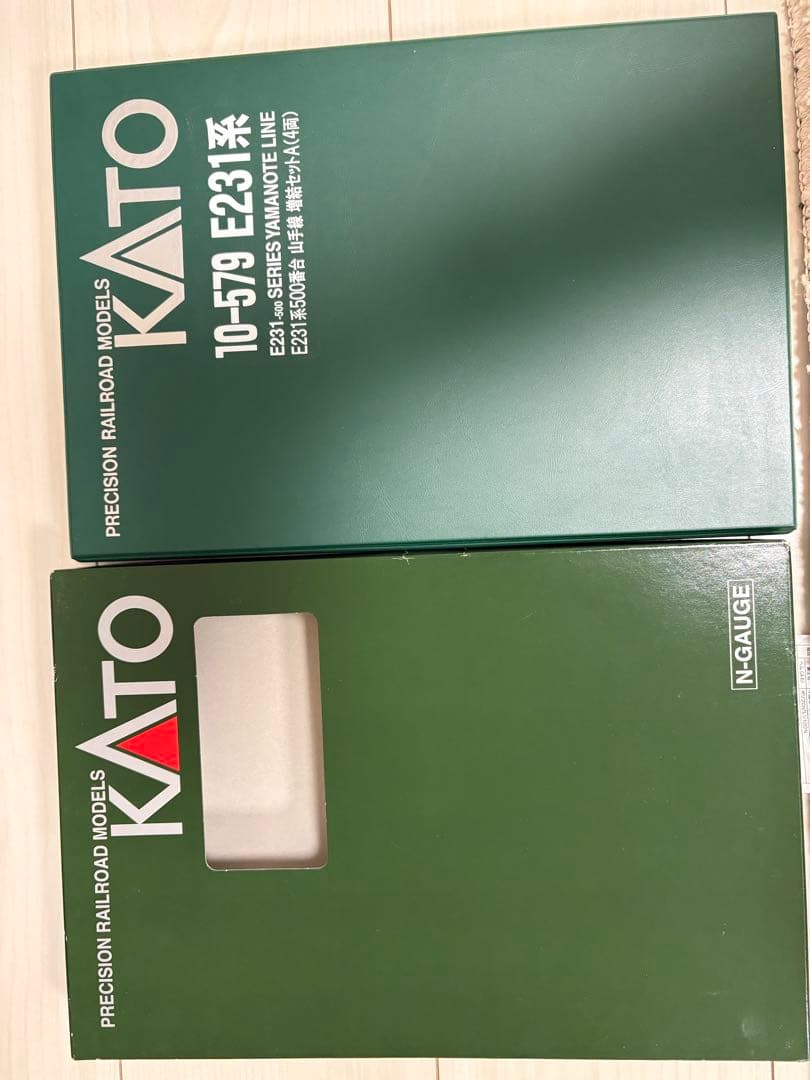 PRECISION RAILROAD MODELS
KATO
10-579 E231系
E231-500 SERIES YAMANOTE LINE
E231系500番台 山手線 増結セットA(4両)
PRECISION RAILROAD MODELS
KATO
N-GAUGE